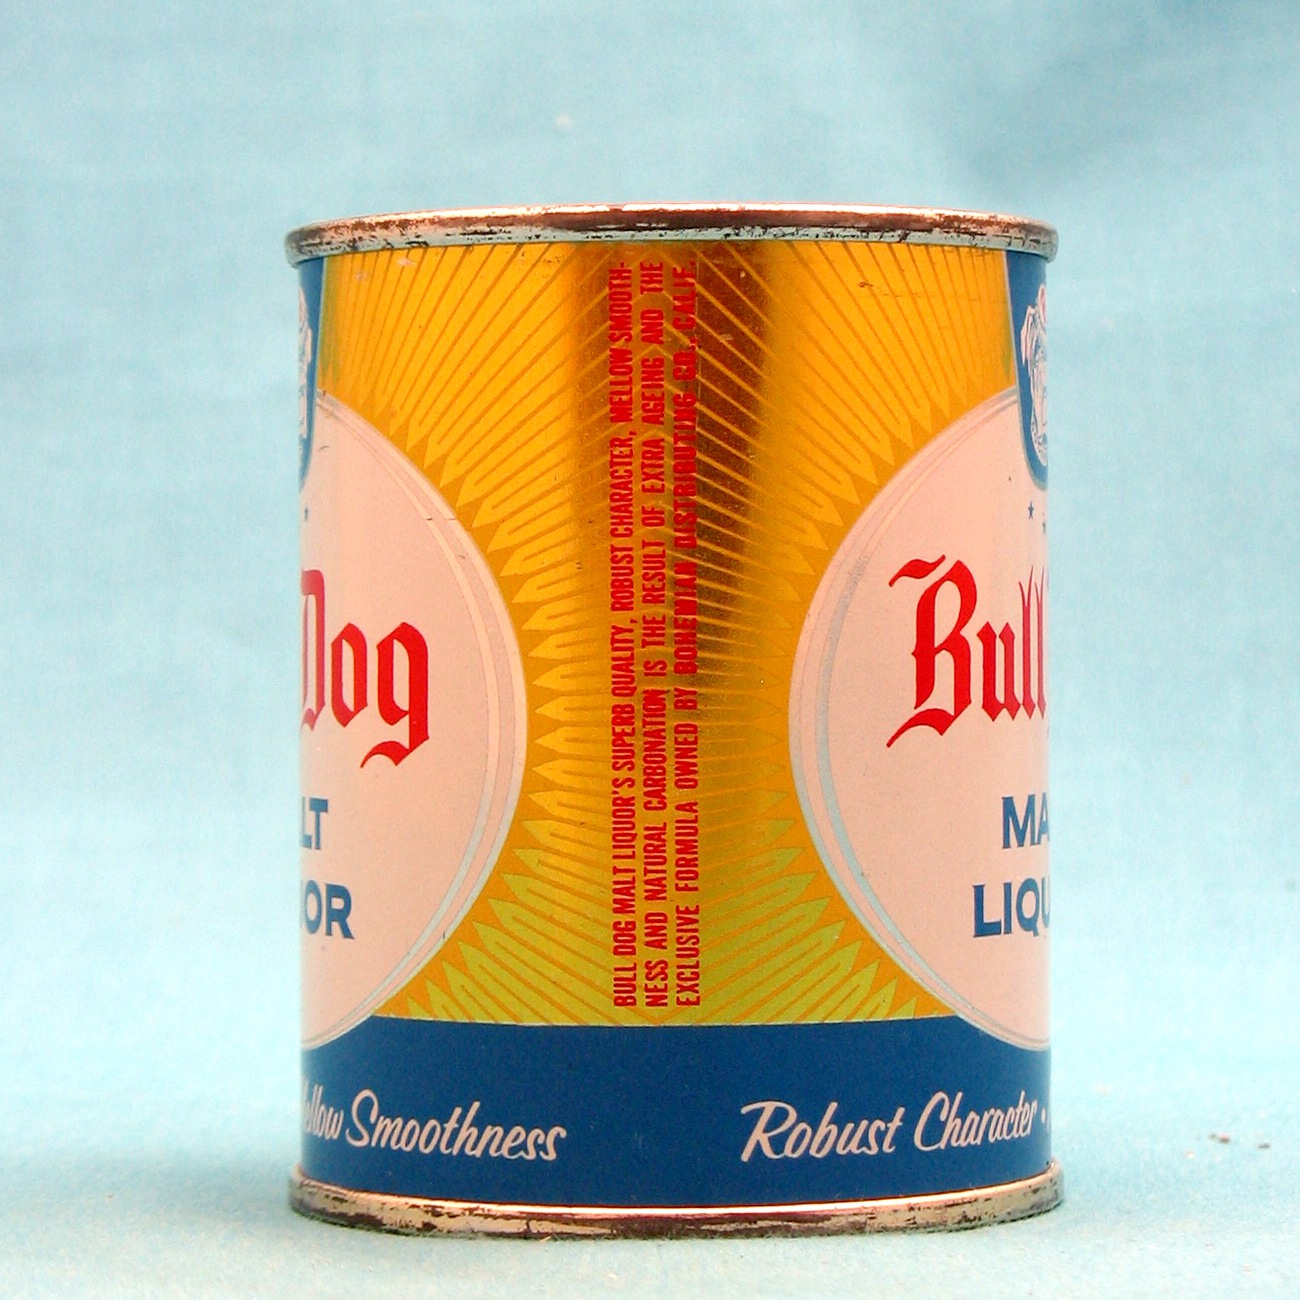 BULL DOG MALT LIQUOR'S SUPERB QUALITY, ROBUST CHARACTER, MELLOW SMOOTH-
NESS AND NATURAL CARBONATION IS THE RESULT OF EXTRA AGEING AND THE
EXCLUSIVE FORMULA OWNED BY BOHEMIAN DISTRIBUTING CO., CALIF.
Dog
LT
OR
ellow Smoothness
Bull
MA
LIQU
Robust Character •